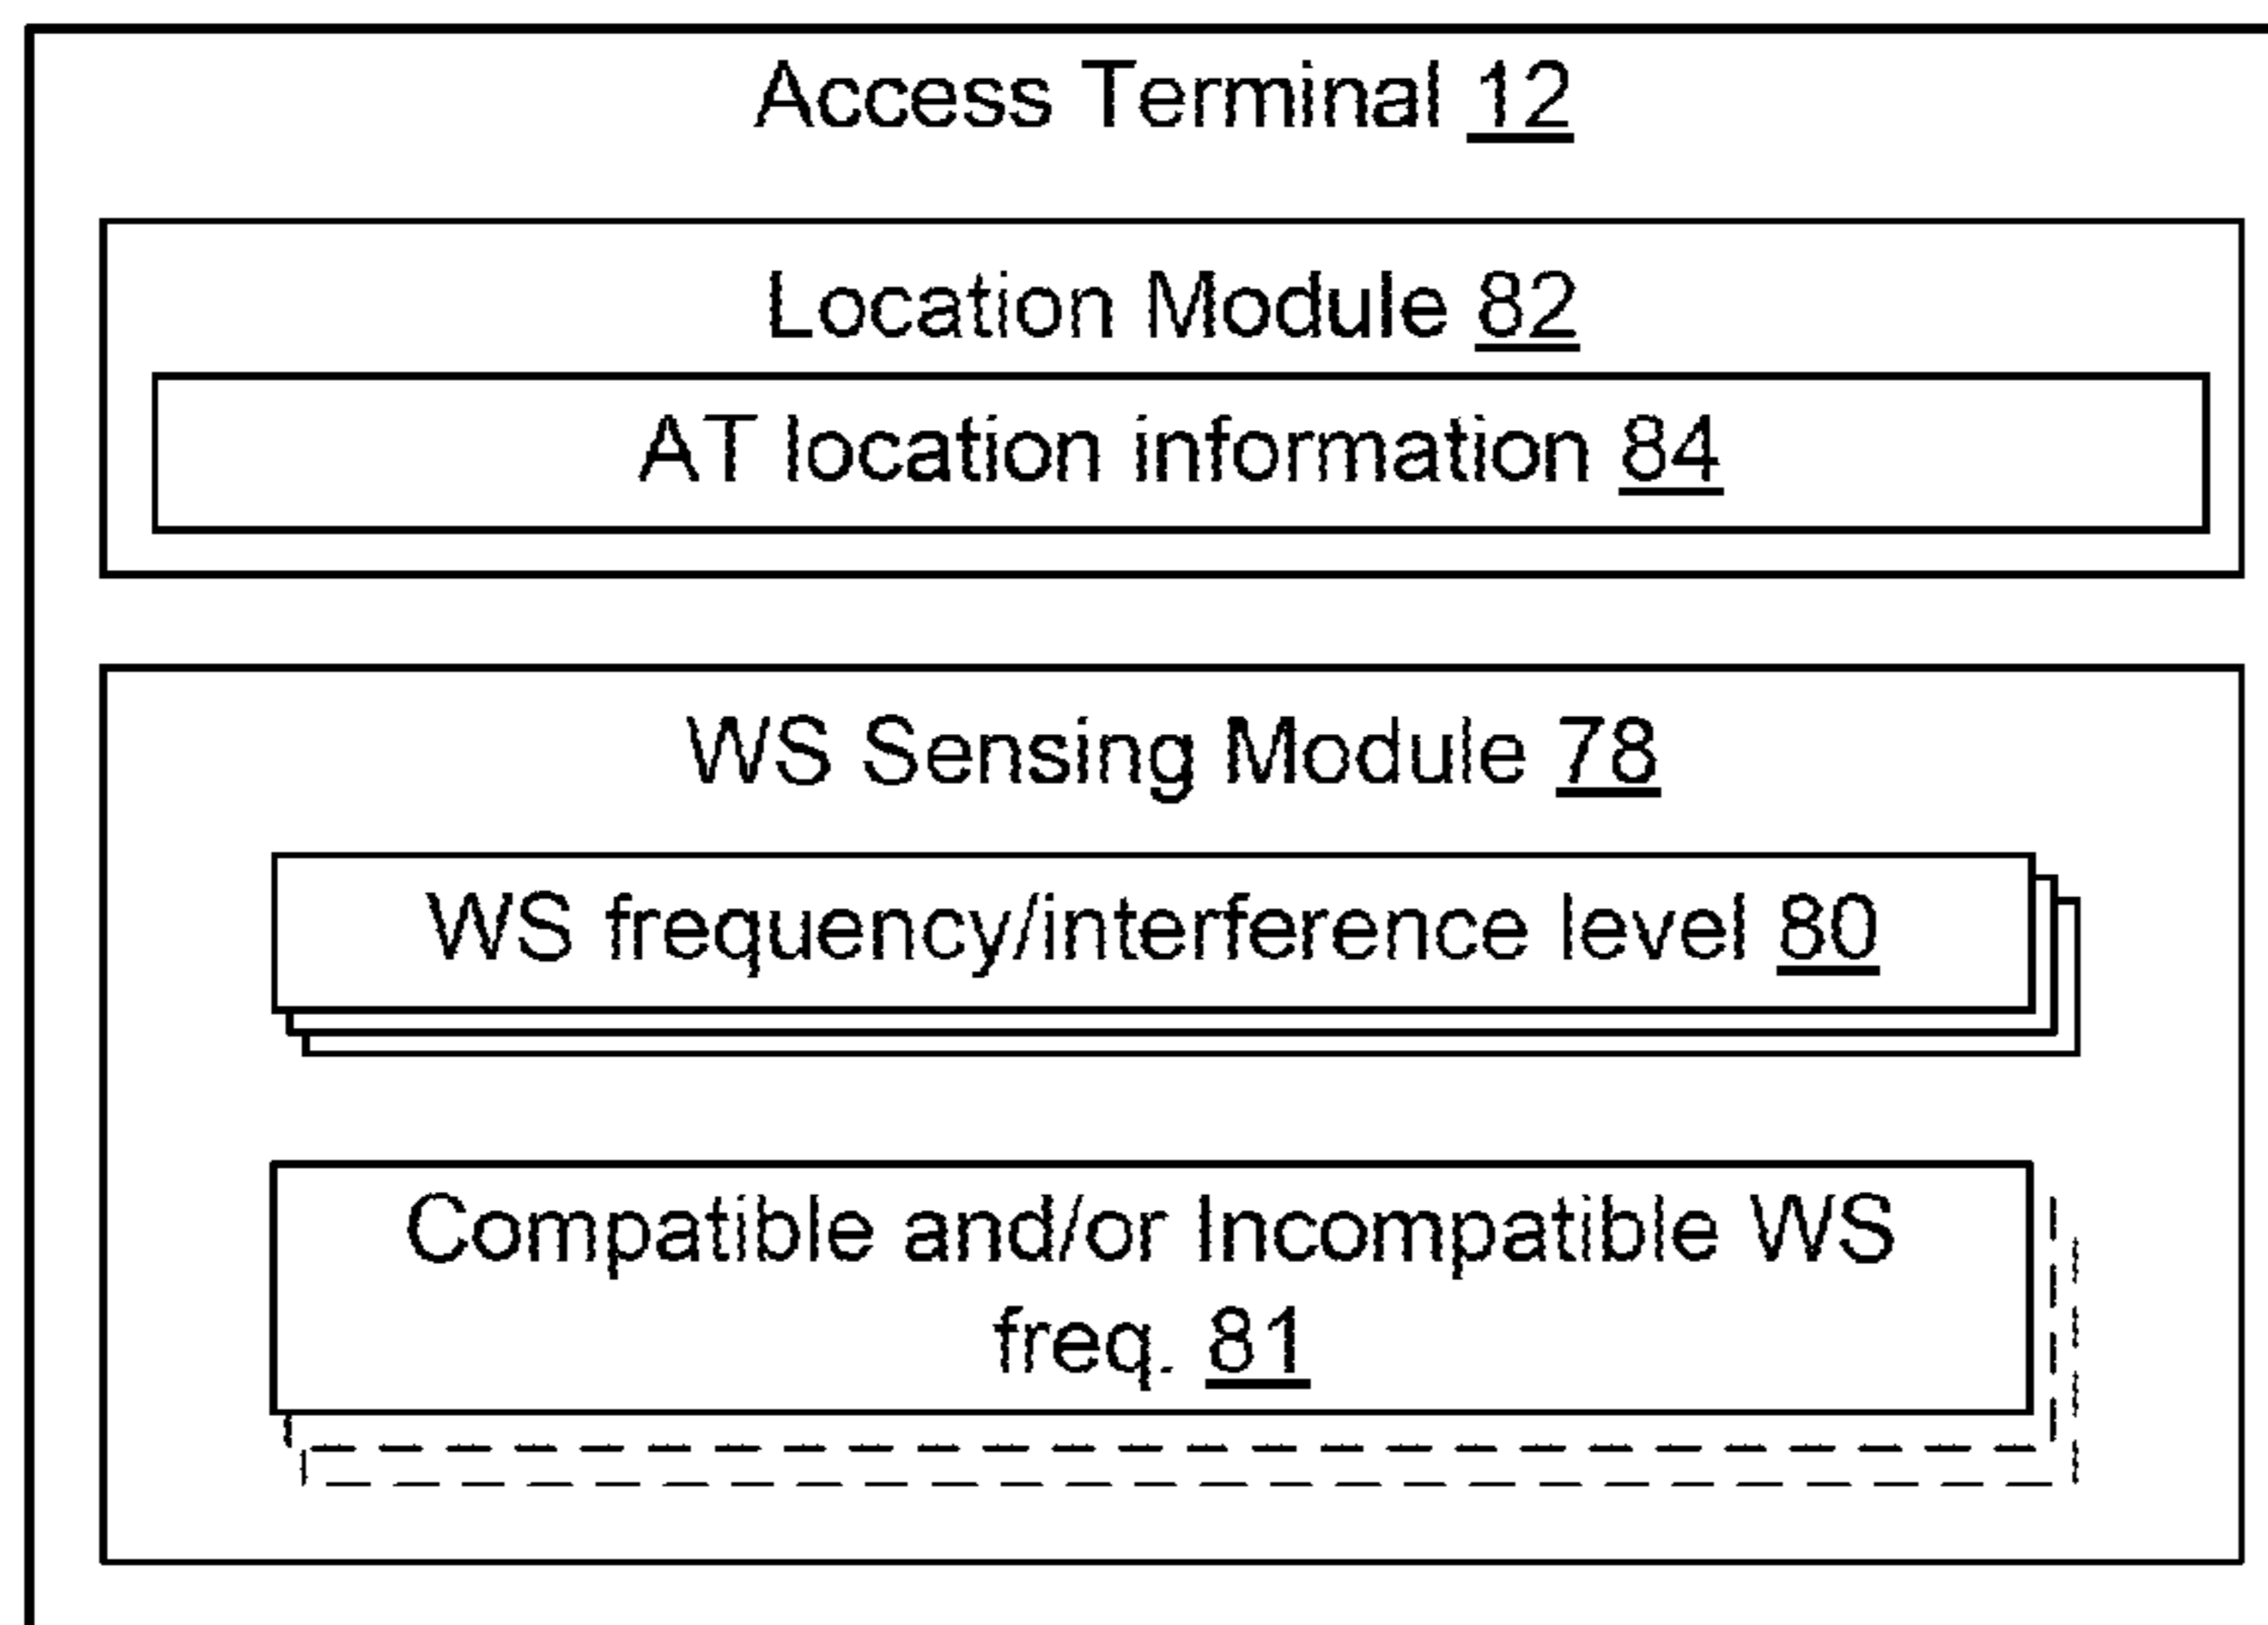 Access Terminal 12
Location Module 82
AT location information 84
WS Sensing Module 78
WS frequency/interference level 80
Compatible and/or Incompatible WS
freq. 81